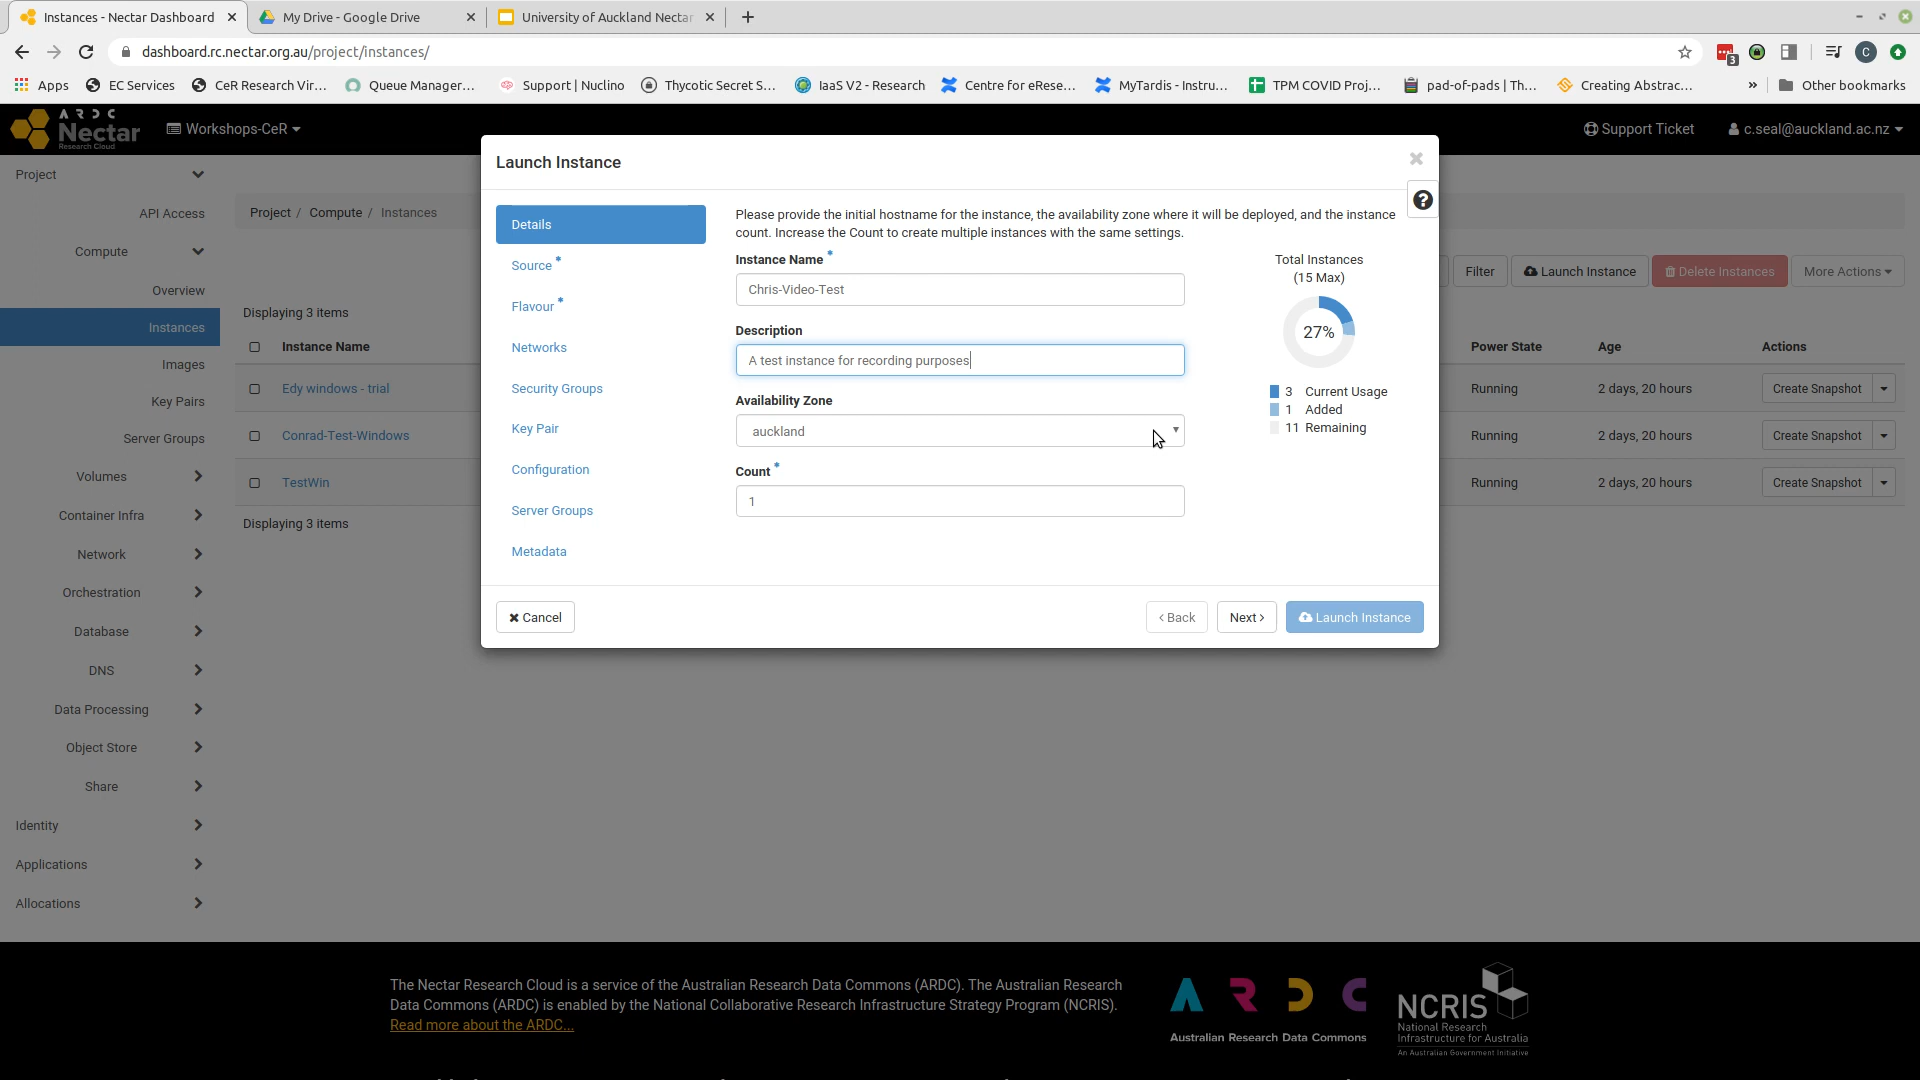 Instances - Nectar Dashboard
My Drive - Google Drive
University of Auckland Nectar
dashboard.rc.nectar.org.au/project/instances/
3
C
Apps
EC Services
CeR Research Vir...
Queue Manager...
Support | Nuclino
Thycotic Secret S...
IaaS V2 - Research
Centre for eRese...
MyTardis - Instru...
TPM COVID Proj...
pad-of-pads | Th...
Creating Abstrac...
»
Other bookmarks
ARDC
Nectar
Research Cloud
Workshops-CeR
Support Ticket
c.seal@auckland.ac.nz
Project
API Access
Compute
Overview
Instances
Images
Key Pairs
Server Groups
Volumes
Container Infra
Network
Orchestration
Database
DNS
Data Processing
Object Store
Share
Identity
Applications
Allocations
Project / Compute / Instances
Filter
Launch Instance
Delete Instances
More Actions
Displaying 3 items
Instance Name
Power State
Age
Actions
Edy windows - trial
Running
2 days, 20 hours
Create Snapshot
Conrad-Test-Windows
Running
2 days, 20 hours
Create Snapshot
TestWin
Running
2 days, 20 hours
Create Snapshot
Displaying 3 items
Launch Instance
Details
Source *
Flavour *
Networks
Security Groups
Key Pair
Configuration
Server Groups
Metadata
Please provide the initial hostname for the instance, the availability zone where it will be deployed, and the instance
count. Increase the Count to create multiple instances with the same settings.
Instance Name *
Chris-Video-Test
Description
A test instance for recording purposes
Availability Zone
auckland
Count *
1
Total Instances
(15 Max)
27%
3 Current Usage
1 Added
11 Remaining
Cancel
< Back
Next >
Launch Instance
The Nectar Research Cloud is a service of the Australian Research Data Commons (ARDC). The Australian Research
Data Commons (ARDC) is enabled by the National Collaborative Research Infrastructure Strategy Program (NCRIS).
Read more about the ARDC...
ARDC
Australian Research Data Commons
NCRIS
National Research
Infrastructure for Australia
An Australian Government Initiative